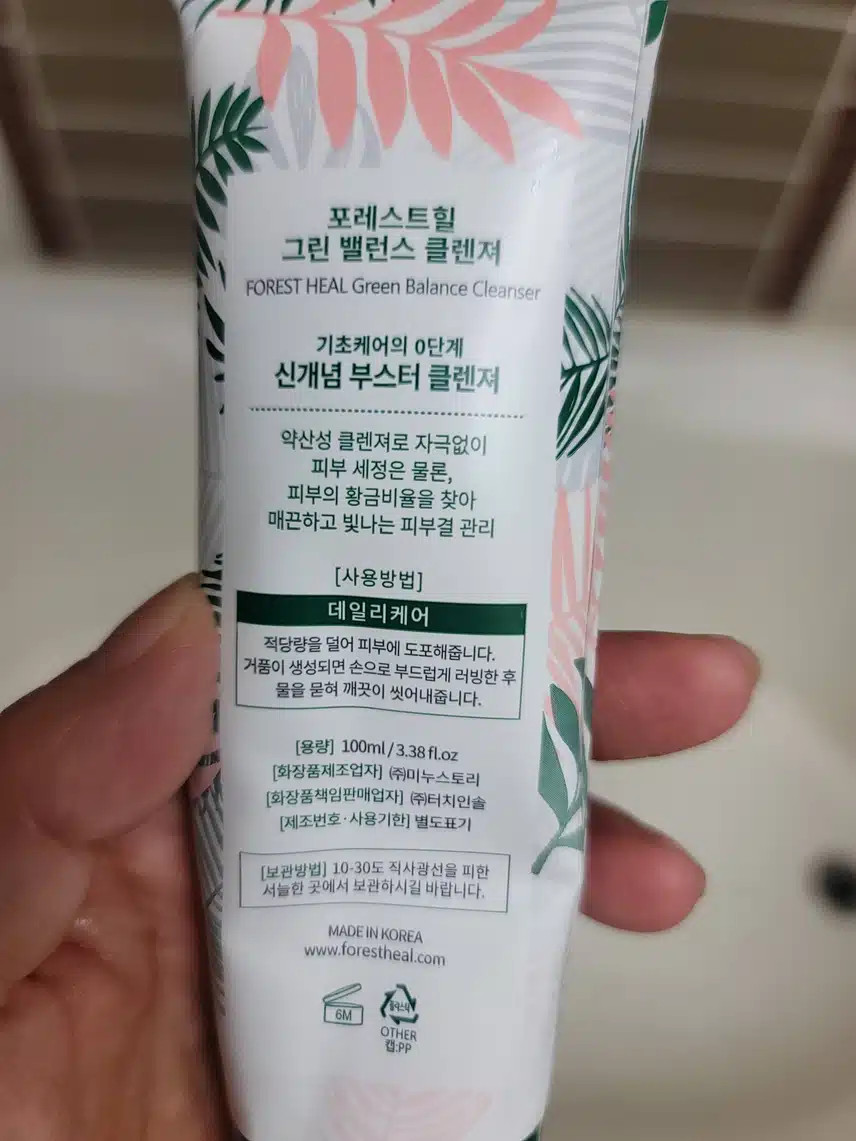 포레스트힐
그린 밸런스 클렌져
FOREST HEAL Green Balance Cleanser
기초케어의 0단계
신개념 부스터 클렌져
약산성 클렌져로 자극없이
피부 세정은 물론,
피부의 황금비율을 찾아
매끈하고 빛나는 피부결 관리
[사용방법]
데일리케어
적당량을 덜어 피부에 도포해줍니다.
거품이 생성되면 손으로 부드럽게 러빙한 후
물을 묻혀 깨끗이 씻어내줍니다.
[용량] 100ml / 3.38 fl.oz
[화장품제조업자] ㈜미누스토리
[화장품책임판매업자] ㈜터치인솔
[제조번호·사용기한] 별도표기
[보관방법] 10-30도 직사광선을 피한
서늘한 곳에서 보관하시길 바랍니다.
MADE IN KOREA
www.forestheal.com
6M
플라스틱
OTHER
캡:PP